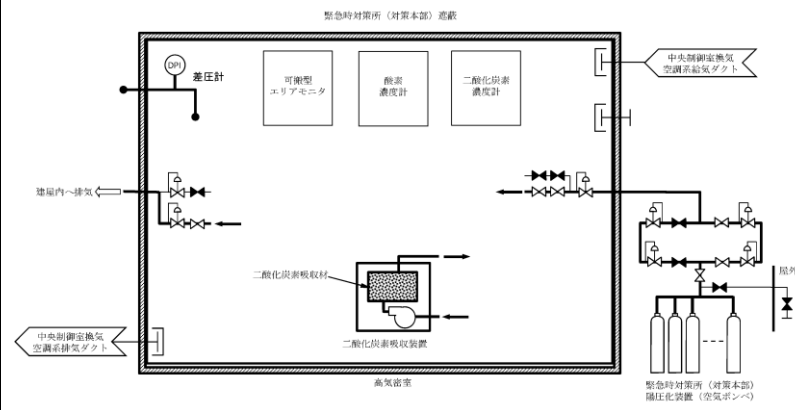 緊急時対策所（対策本部）遮蔽
DPI
差圧計
可搬型
エリアモニタ
酸素
濃度計
二酸化炭素
濃度計
中央制御室換気
空調系給気ダクト
建屋内へ排気
二酸化炭素吸収材
屋外
中央制御室換気
空調系排気ダクト
二酸化炭素吸収装置
高気密室
緊急時対策所（対策本部）
陽圧化装置（空気ボンベ）